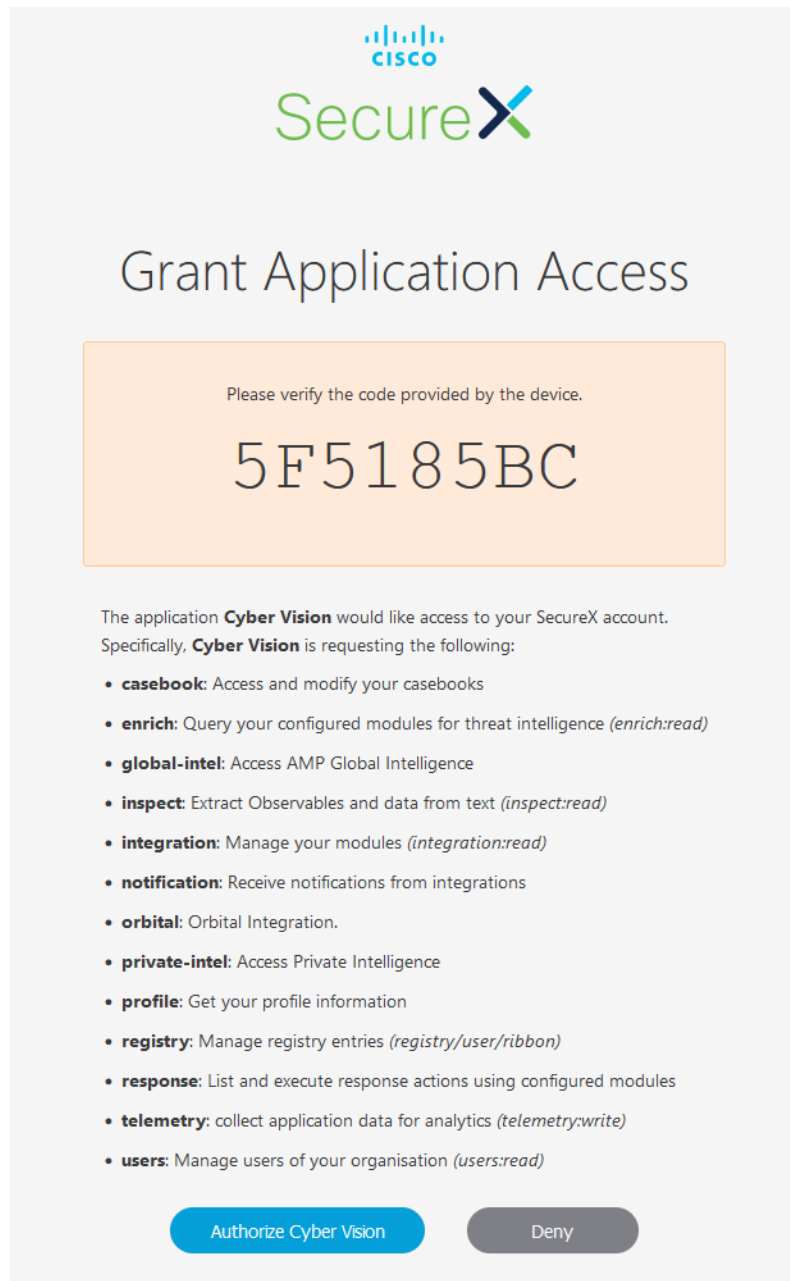 CISCO
SecureX
Grant Application Access
Please verify the code provided by the device.
5F5185BC
The application Cyber Vision would like access to your SecureX account.
Specifically, Cyber Vision is requesting the following:
• casebook: Access and modify your casebooks
• enrich: Query your configured modules for threat intelligence (enrich:read)
• global-intel: Access AMP Global Intelligence
• inspect: Extract Observables and data from text (inspect:read)
• integration: Manage your modules (integration:read)
• notification: Receive notifications from integrations
• orbital: Orbital Integration.
• private-intel: Access Private Intelligence
• profile: Get your profile information
• registry: Manage registry entries (registry/user/ribbon)
• response: List and execute response actions using configured modules
• telemetry: collect application data for analytics (telemetry:write)
• users: Manage users of your organisation (users:read)
Authorize Cyber Vision
Deny